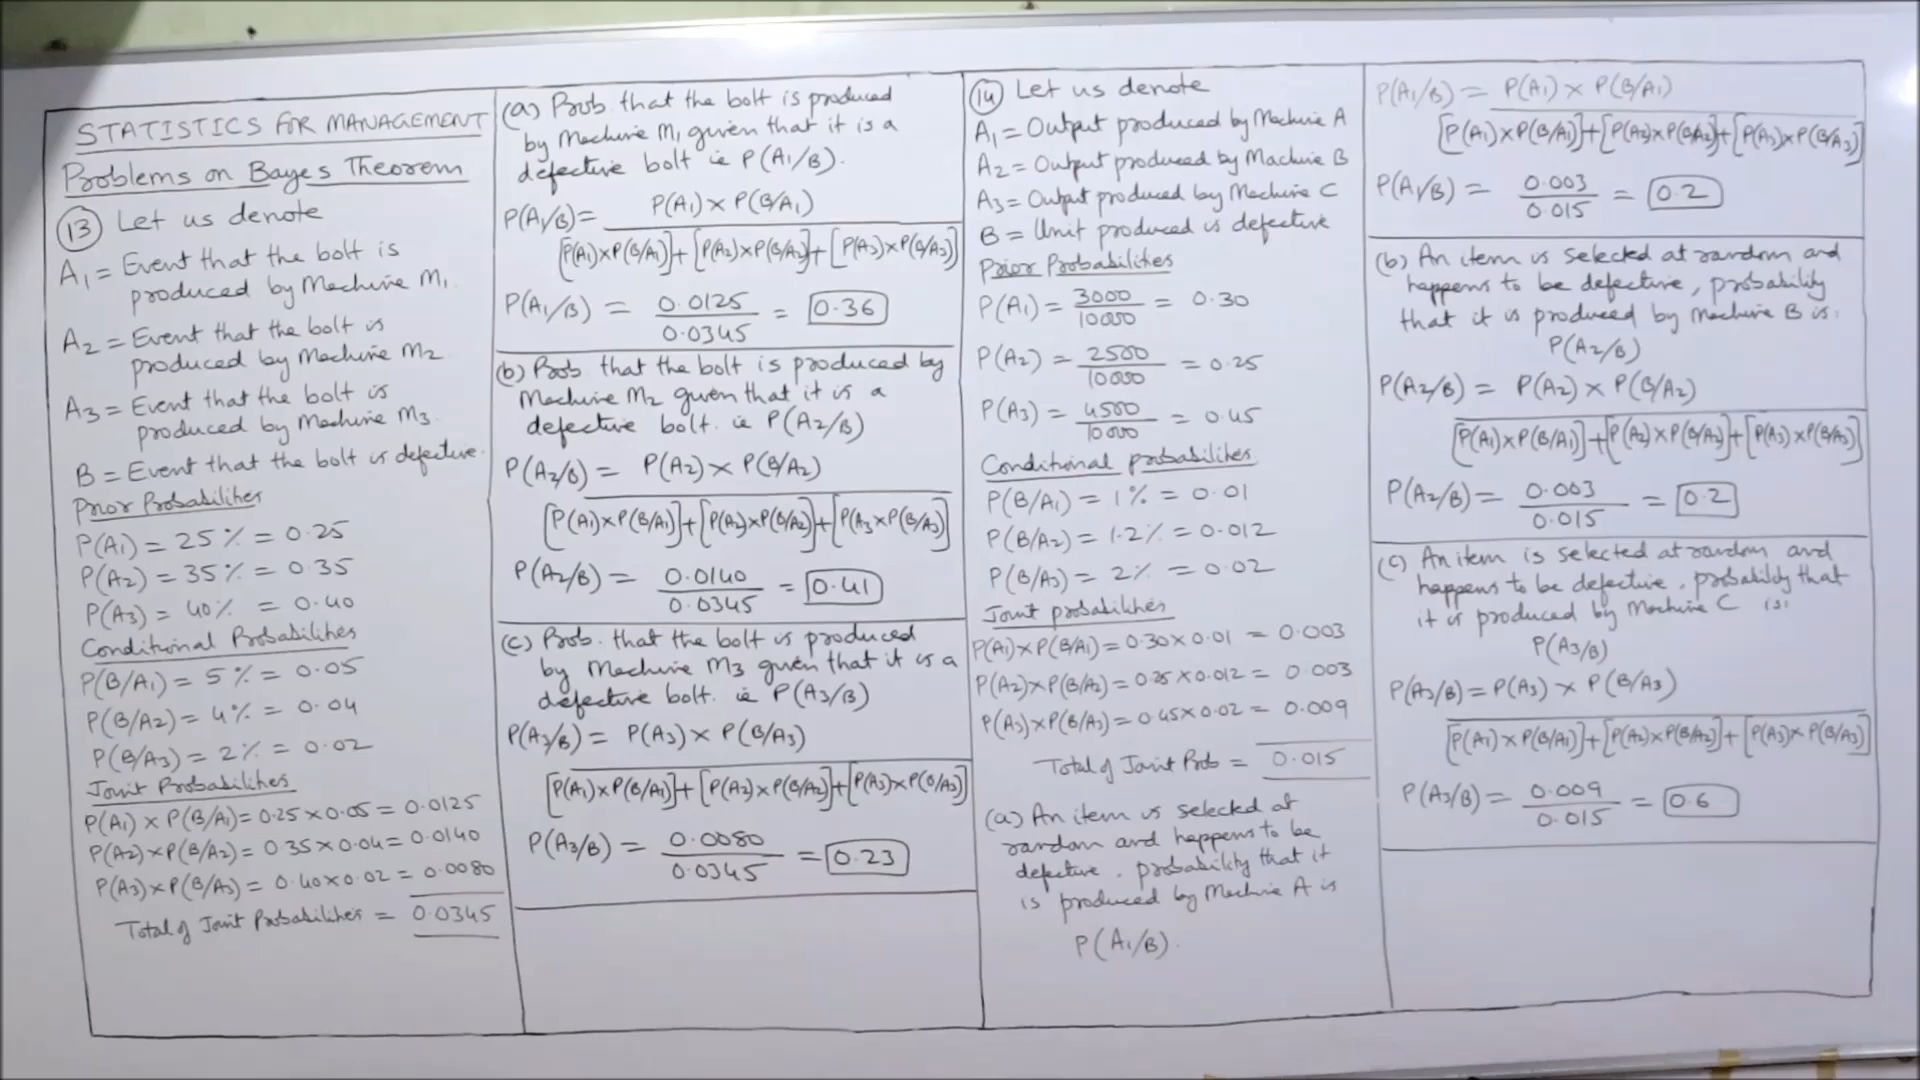 STATISTICS FOR MANAGEMENT
Problems on Bayes Theorem
(13) Let us denote
A1 = Event that the bolt is
produced by Machine M1.
A2 = Event that the bolt is
produced by Machine M2
A3 = Event that the bolt is
produced by Machine M3.
B = Event that the bolt is defective.
Prior Probabilities
P(A1) = 25% = 0.25
P(A2) = 35% = 0.35
P(A3) = 40% = 0.40
Conditional Probabilities
P(B/A1) = 5% = 0.05
P(B/A2) = 4% = 0.04
P(B/A3) = 2% = 0.02
Joint Probabilities
P(A1) × P(B/A1) = 0.25 × 0.05 = 0.0125
P(A2) × P(B/A2) = 0.35 × 0.04 = 0.0140
P(A3) × P(B/A3) = 0.40 × 0.02 = 0.0080
Total of Joint Probabilities = 0.0345
(a) Prob. that the bolt is produced
by Machine M1 given that it is a
defective bolt ie P(A1/B).
P(A1/B) = P(A1) × P(B/A1)
[P(A1)×P(B/A1)]+[P(A2)×P(B/A2)]+[P(A3)×P(B/A3)]
P(A1/B) = 0.0125 = 0.36
0.0345
(b) Prob that the bolt is produced by
Machine M2 given that it is a
defective bolt. ie P(A2/B)
P(A2/B) = P(A2) × P(B/A2)
[P(A1)×P(B/A1)]+[P(A2)×P(B/A2)]+[P(A3×P(B/A3)]
P(A2/B) = 0.0140 = 0.41
0.0345
(c) Prob. that the bolt is produced
by Machine M3 given that it is a
defective bolt. ie P(A3/B)
P(A3/B) = P(A3) × P(B/A3)
[P(A1)×P(B/A1)]+[P(A2)×P(B/A2)]+[P(A3)×P(B/A3)]
P(A3/B) = 0.0080 = 0.23
0.0345
(14) Let us denote
A1 = Output produced by Machine A
A2 = Output produced by Machine B
A3 = Output produced by Machine C
B = Unit produced is defective
Prior Probabilities
P(A1) = 3000 = 0.30
10000
P(A2) = 2500 = 0.25
10000
P(A3) = 4500 = 0.45
10000
Conditional probabilities
P(B/A1) = 1% = 0.01
P(B/A2) = 1.2% = 0.012
P(B/A3) = 2% = 0.02
Joint probabilities
P(A1)×P(B/A1) = 0.30×0.01 = 0.003
P(A2)×P(B/A2) = 0.25×0.012 = 0.003
P(A3)×P(B/A3) = 0.45×0.02 = 0.009
Total of Joint Prob = 0.015
(a) An item is selected at
random and happens to be
defective, probability that it
is produced by Machine A is
P(A1/B).
P(A1/B) = P(A1) × P(B/A1)
[P(A1)×P(B/A1)]+[P(A2)×P(B/A2)]+[P(A3)×P(B/A3)]
P(A1/B) = 0.003 = 0.2
0.015
(b) An item is selected at random and
happens to be defective, probability
that it is produced by Machine B is.
P(A2/B)
P(A2/B) = P(A2) × P(B/A2)
[P(A1)×P(B/A1)]+[P(A2)×P(B/A2)]+[P(A3)×P(B/A3)]
P(A2/B) = 0.003 = 0.2
0.015
(c) An item is selected at random and
happens to be defective, probability that
it is produced by Machine C is.
P(A3/B)
P(A3/B) = P(A3) × P(B/A3)
[P(A1)×P(B/A1)]+[P(A2)×P(B/A2)]+[P(A3)×P(B/A3)]
P(A3/B) = 0.009 = 0.6
0.015